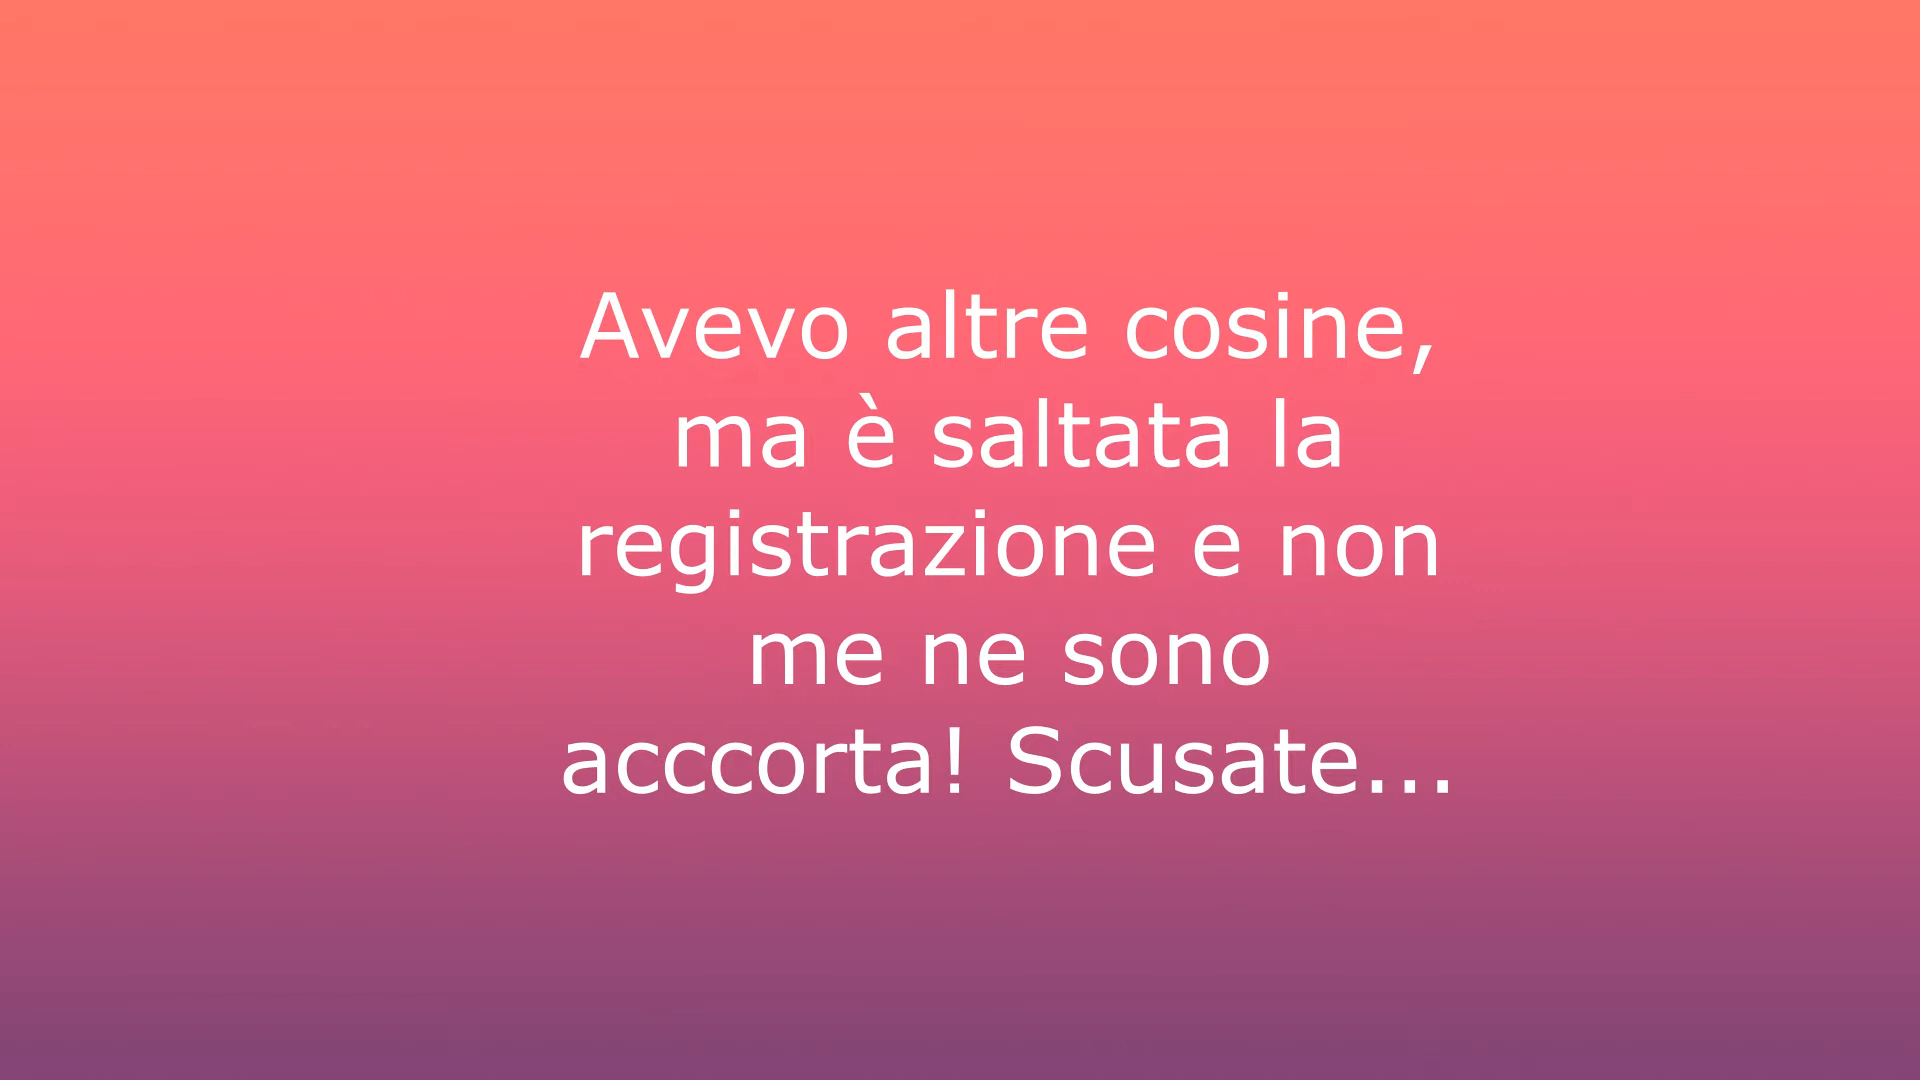 Avevo altre cosine,
ma è saltata la
registrazione e non
me ne sono
acccorta! Scusate...